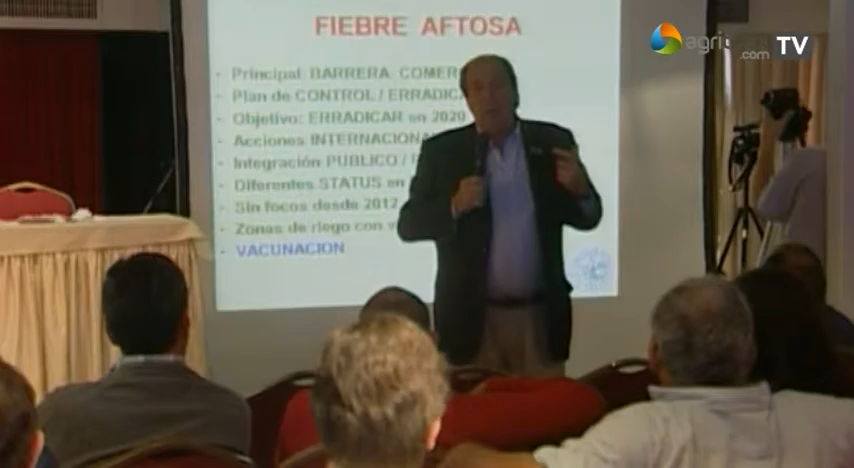 FIEBRE AFTOSA
- Principal: BARRERA COMER
- Plan de CONTROL / ERRADICA
- Objetivo: ERRADICAR en 2020
- Acciones INTERNACIONA
- Integración PUBLICO /
- Diferentes STATUS en
- Sin focos desde 2012
- Zonas de riego con
- VACUNACION
.com TV